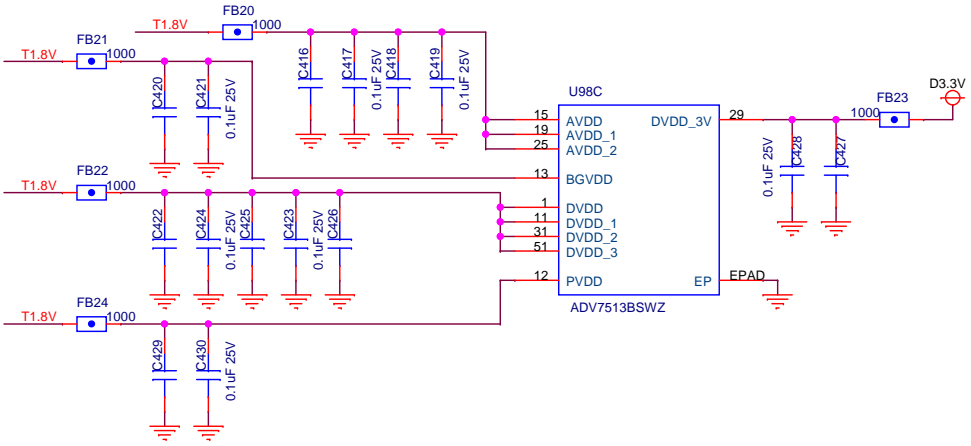 FB20
T1.8V
1000
FB21
T1.8V
1000
C416
C417
0.1uF 25V
C418
C419
0.1uF 25V
C420
C421
0.1uF 25V
D3.3V
FB23
1000
U98C
15 AVDD
19 AVDD_1
25 AVDD_2
DVDD_3V 29
0.1uF 25V
C428
C427
13 BGVDD
FB22
T1.8V
1000
1 DVDD
11 DVDD_1
31 DVDD_2
51 DVDD_3
C422
C424
0.1uF 25V
C425
C423
0.1uF 25V
C426
12 PVDD
EP EPAD
ADV7513BSWZ
FB24
T1.8V
1000
C429
C430
0.1uF 25V